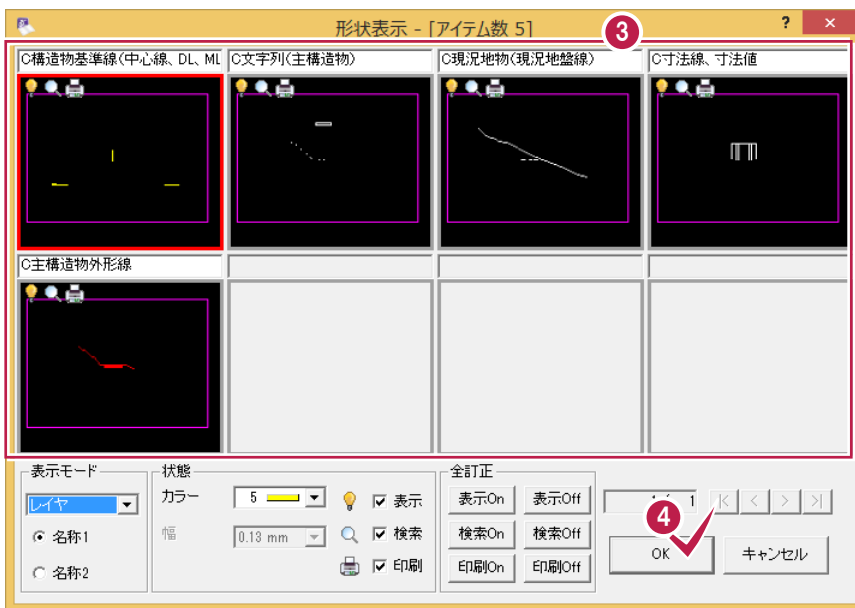 形状表示 - [アイテム数 5]
?
×
3
C構造物基準線(中心線、DL、ML
C文字列(主構造物)
C現況地物(現況地盤線)
C寸法線、寸法値
C主構造物外形線
表示モード
レイヤ
名称1
名称2
状態
カラー
5
幅
0.13 mm
表示
検索
印刷
全訂正
表示On
表示Off
検索On
検索Off
印刷On
印刷Off
1
4
OK
キャンセル